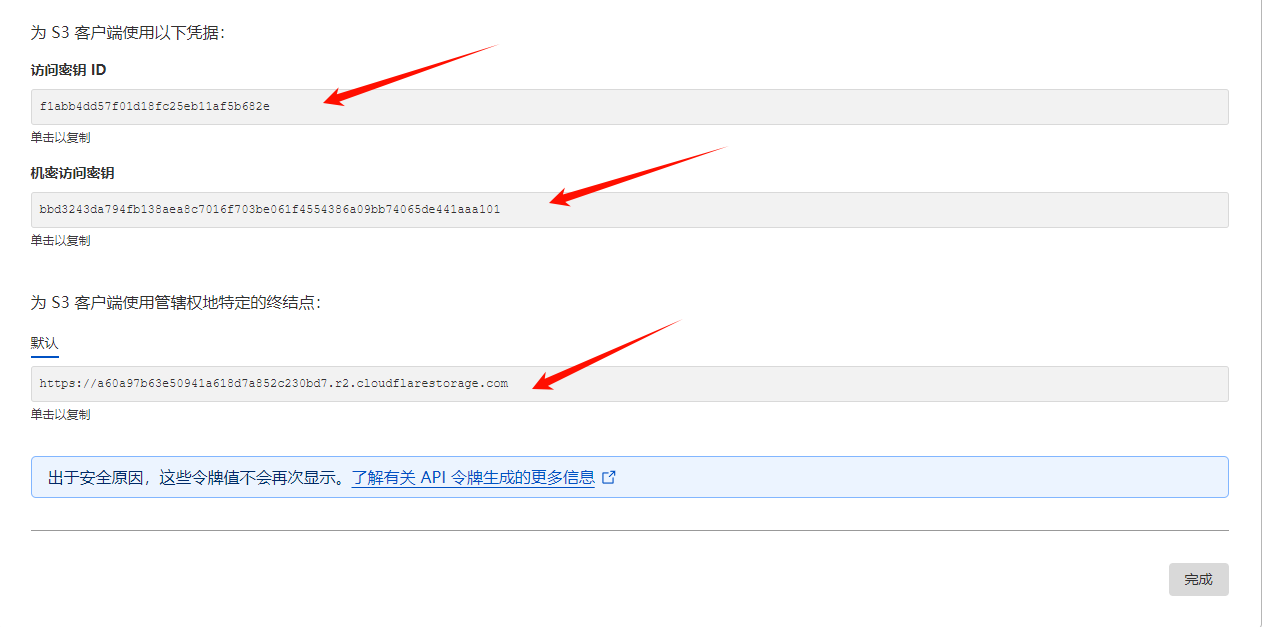 为 S3 客户端使用以下凭据：
访问密钥 ID
f1abb4dd57f01d18fc25eb11af5b682e
单击以复制
机密访问密钥
bbd3243da794fb138aea8c7016f703be061f4554386a09bb74065de441aaa101
单击以复制
为 S3 客户端使用管辖权地特定的终结点：
默认
https://a60a97b63e50941a618d7a852c230bd7.r2.cloudflarestorage.com
单击以复制
出于安全原因，这些令牌值不会再次显示。了解有关 API 令牌生成的更多信息
完成